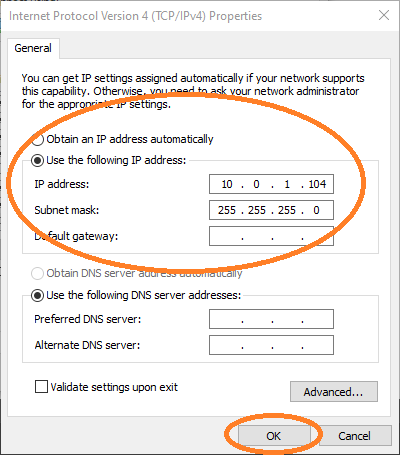 Internet Protocol Version 4 (TCP/IPv4) Properties
General
You can get IP settings assigned automatically if your network supports
this capability. Otherwise, you need to ask your network administrator
for the appropriate IP settings.
Obtain an IP address automatically
Use the following IP address:
IP address: 10 . 0 . 1 . 104
Subnet mask: 255 . 255 . 255 . 0
Default gateway: . . .
Obtain DNS server address automatically
Use the following DNS server addresses:
Preferred DNS server: . . .
Alternate DNS server: . . .
Validate settings upon exit
Advanced...
OK Cancel